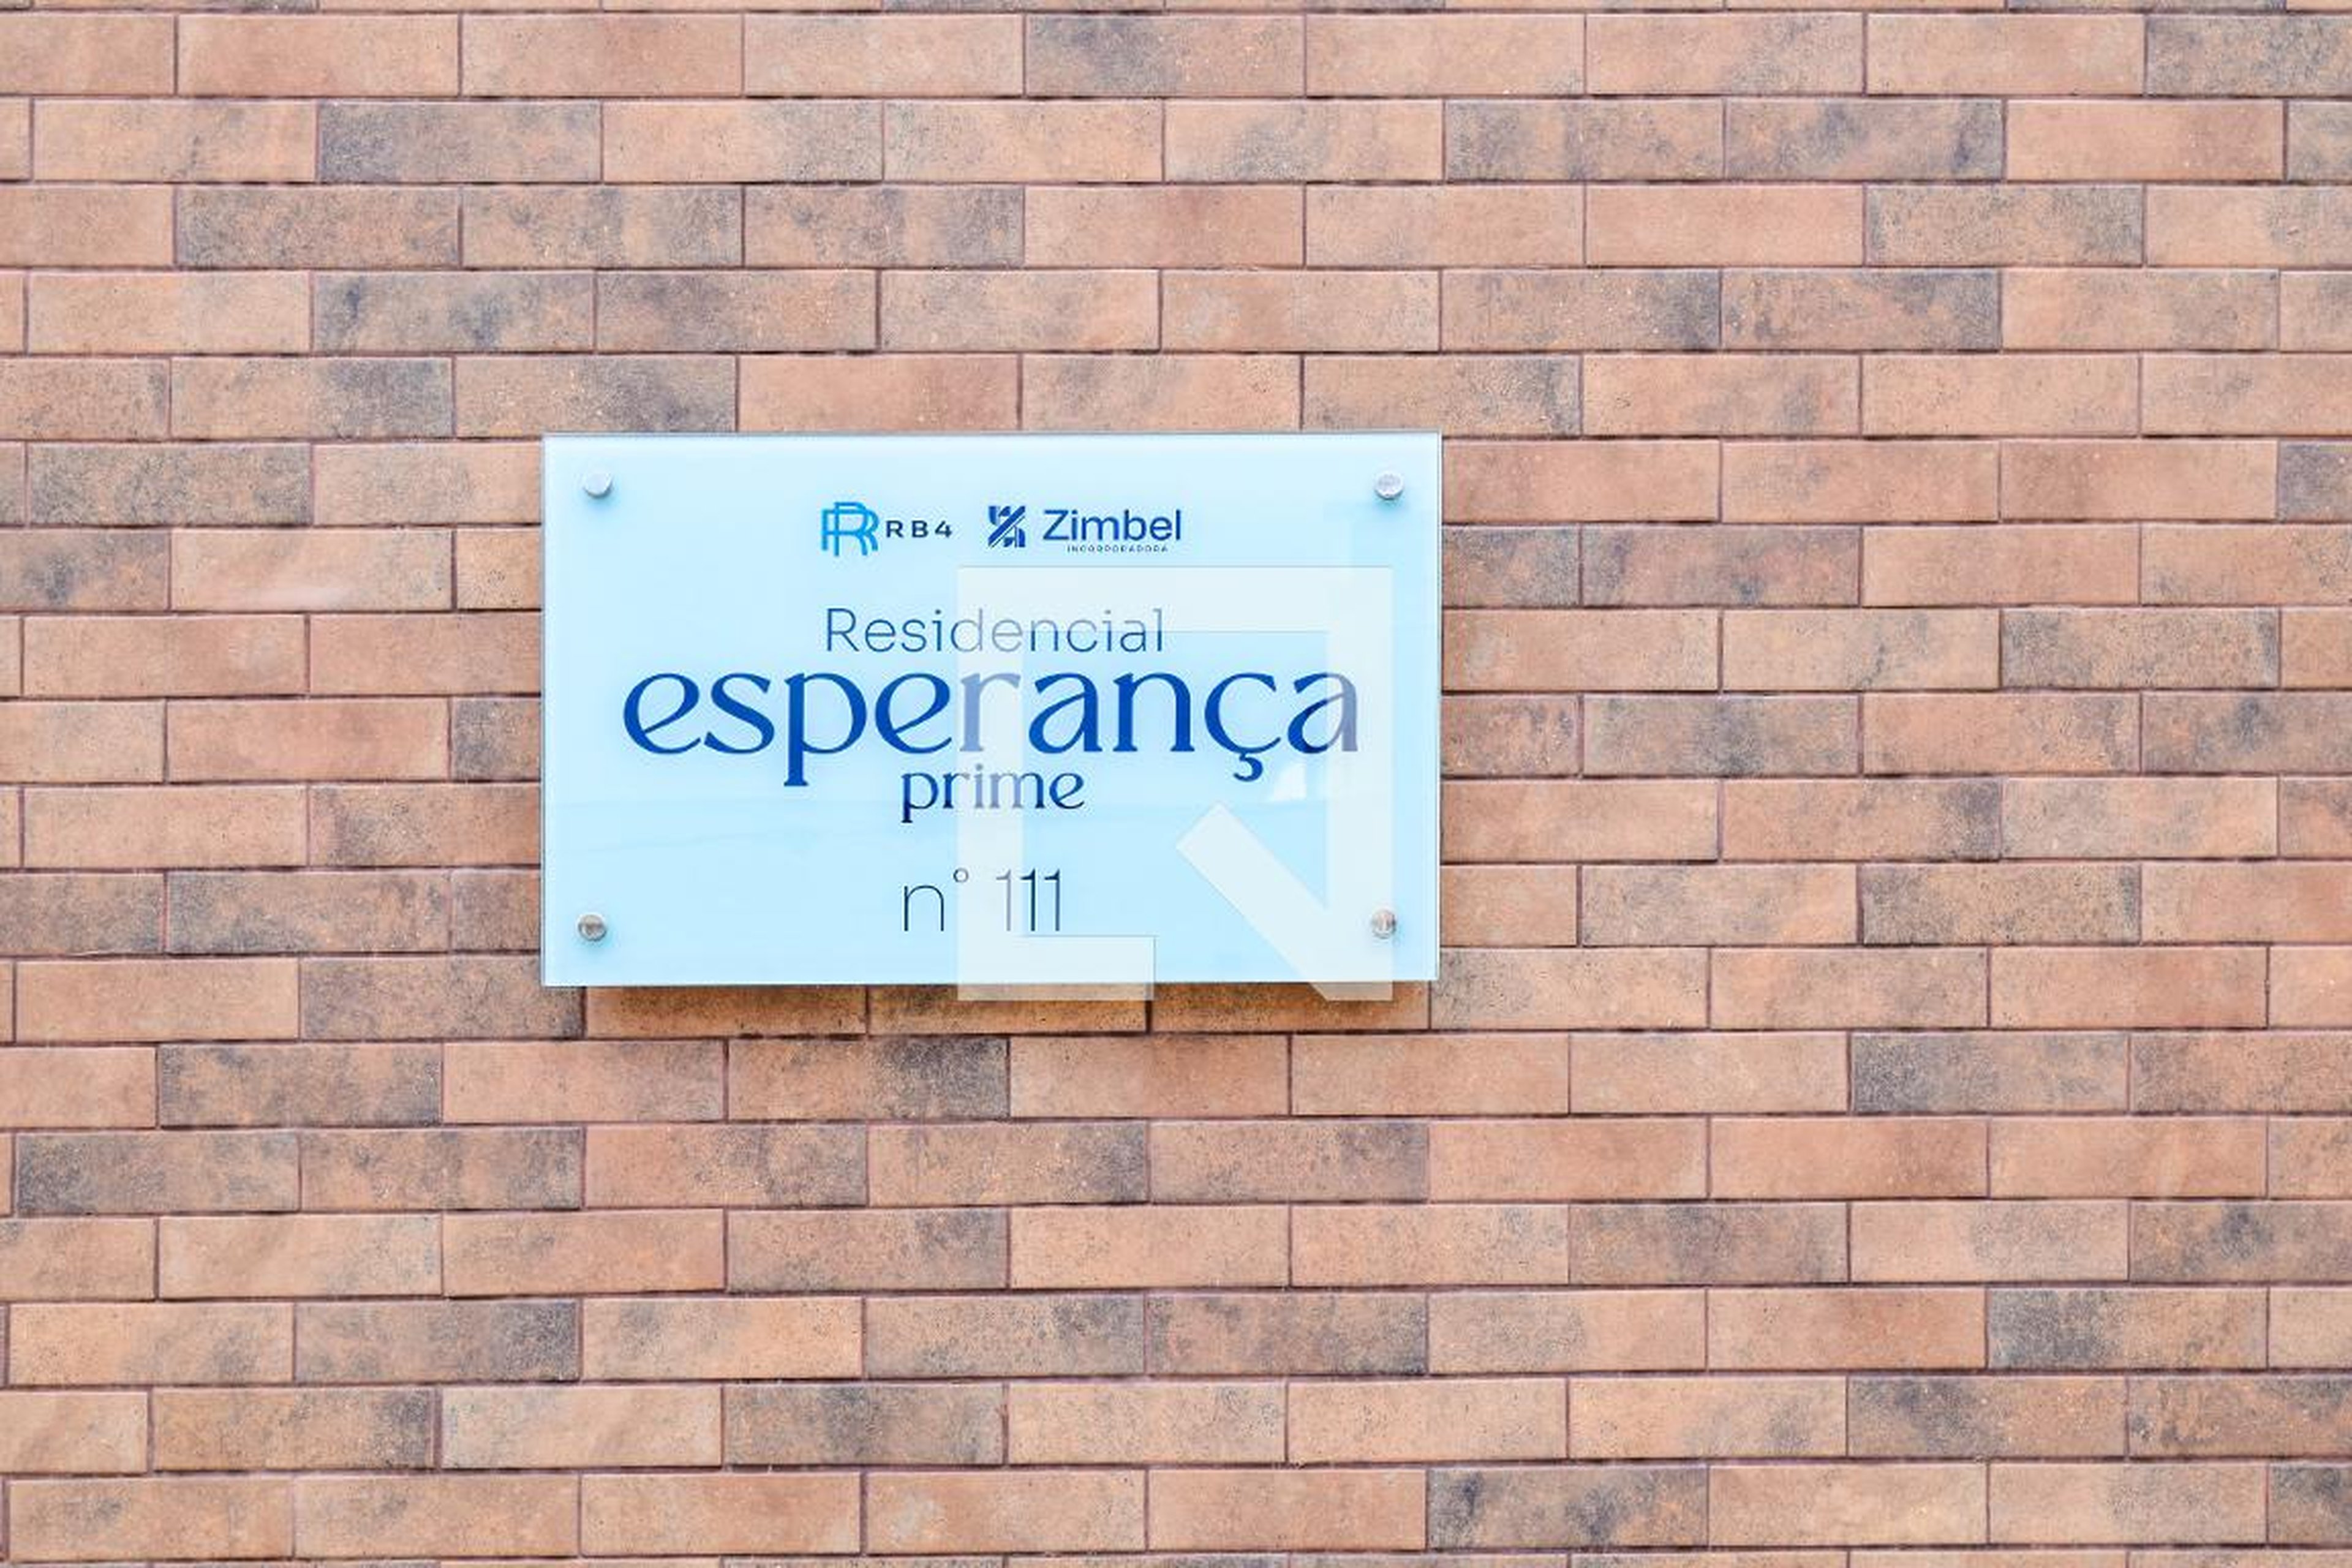 RB4 Zimbel
INCORPORADORA
Residencial
esperança
prime
n° 111